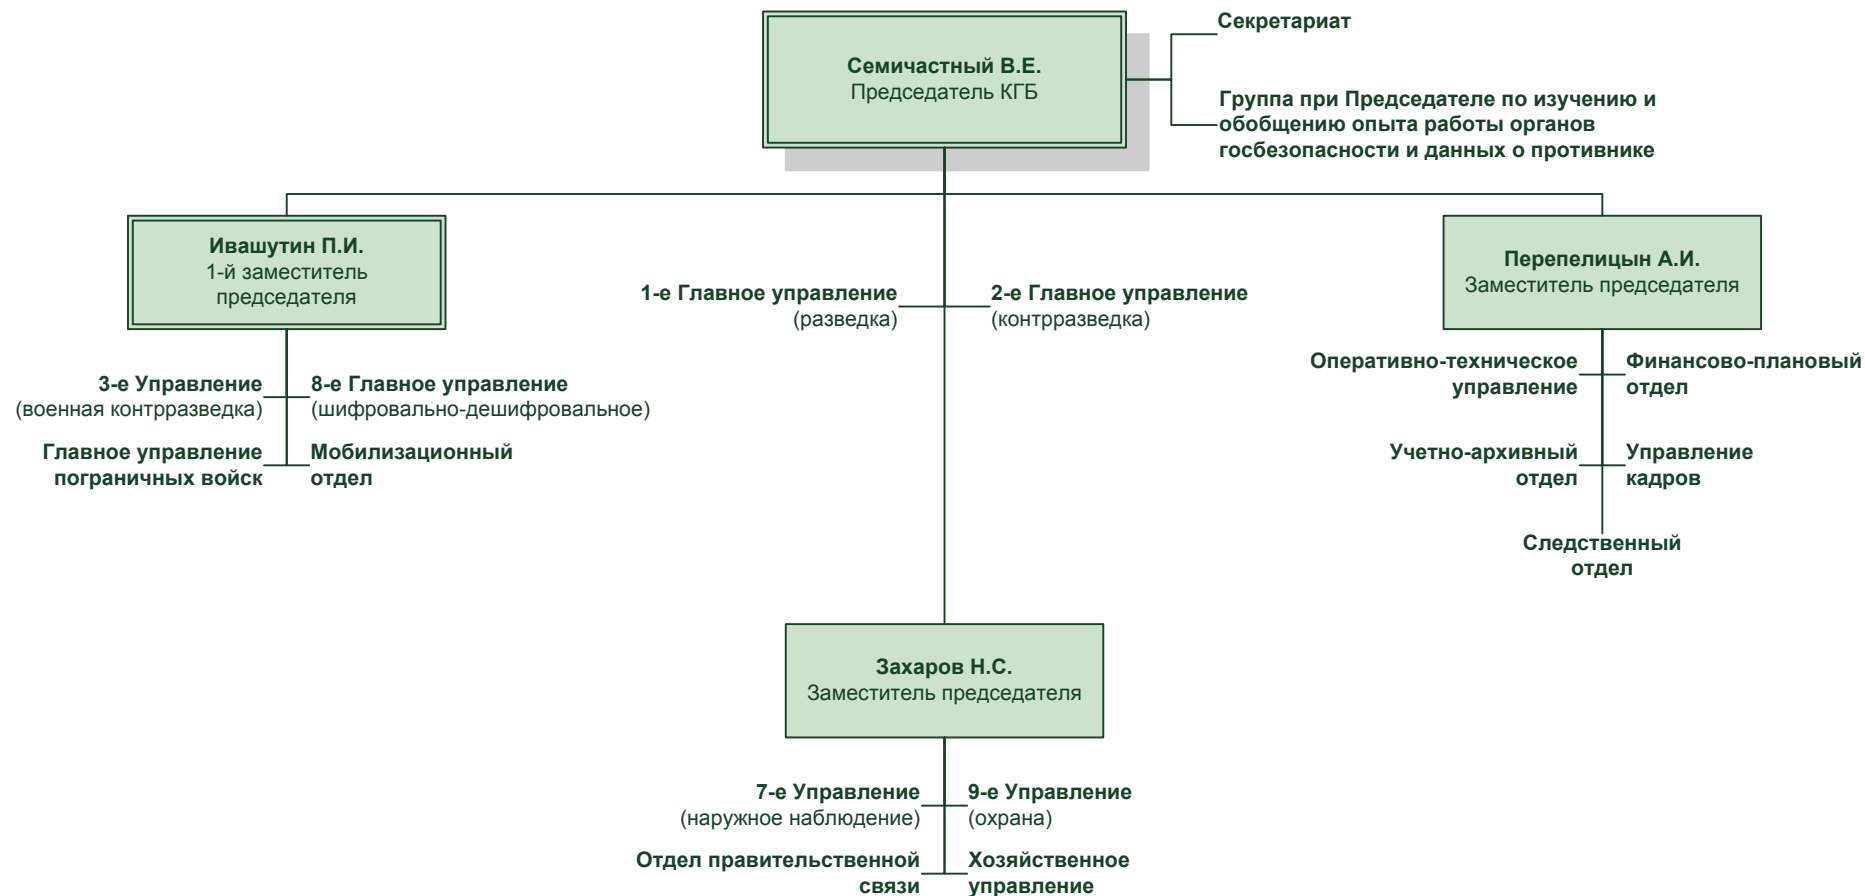 Семичастный В.Е.
Председатель КГБ
Секретариат
Группа при Председателе по изучению и
обобщению опыта работы органов
госбезопасности и данных о противнике
Ивашутин П.И.
1-й заместитель
председателя
3-е Управление
(военная контрразведка)
8-е Главное управление
(шифровально-дешифровальное)
Главное управление
пограничных войск
Мобилизационный
отдел
1-е Главное управление
(разведка)
2-е Главное управление
(контрразведка)
Перепелицын А.И.
Заместитель председателя
Оперативно-техническое
управление
Финансово-плановый
отдел
Учетно-архивный
отдел
Управление
кадров
Следственный
отдел
Захаров Н.С.
Заместитель председателя
7-е Управление
(наружное наблюдение)
9-е Управление
(охрана)
Отдел правительственной
связи
Хозяйственное
управление